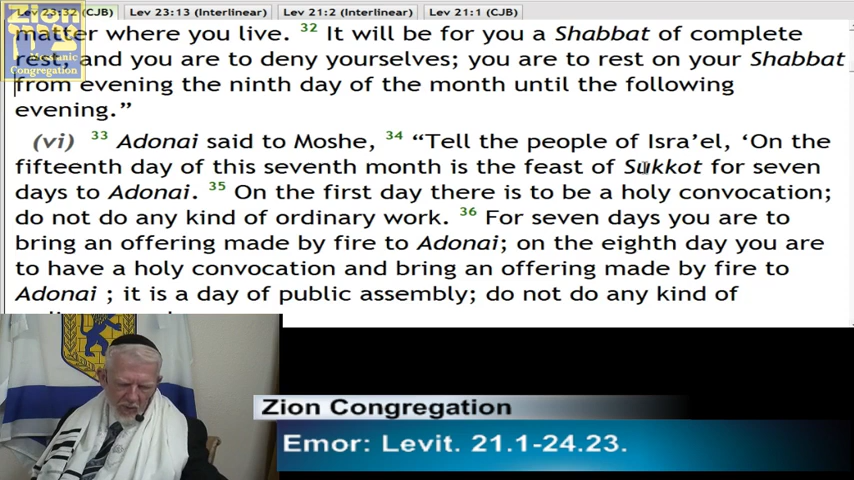 Lev 23:32 (CJB) Lev 23:13 (Interlinear) Lev 21:2 (Interlinear) Lev 21:1 (CJB)
Zion
ציון
Messianic
Congregation
matter where you live. 32 It will be for you a Shabbat of complete
rest, and you are to deny yourselves; you are to rest on your Shabbat
from evening the ninth day of the month until the following
evening.”
(vi) 33 Adonai said to Moshe, 34 “Tell the people of Isra’el, ‘On the
fifteenth day of this seventh month is the feast of Sukkot for seven
days to Adonai. 35 On the first day there is to be a holy convocation;
do not do any kind of ordinary work. 36 For seven days you are to
bring an offering made by fire to Adonai; on the eighth day you are
to have a holy convocation and bring an offering made by fire to
Adonai ; it is a day of public assembly; do not do any kind of
Zion Congregation
Emor: Levit. 21.1-24.23.